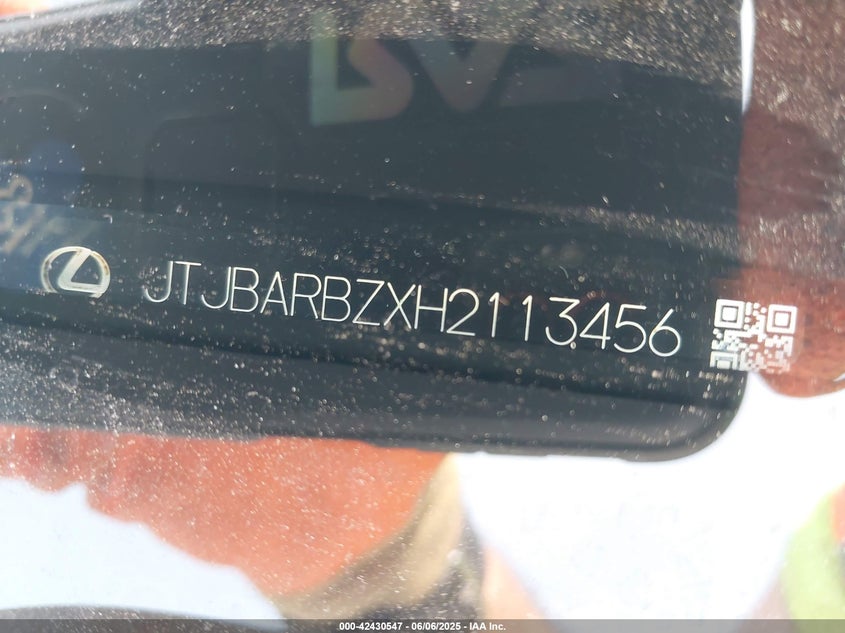 JTJBARBZXH2113456
000-42430547 - 06/06/2025 - IAA Inc.